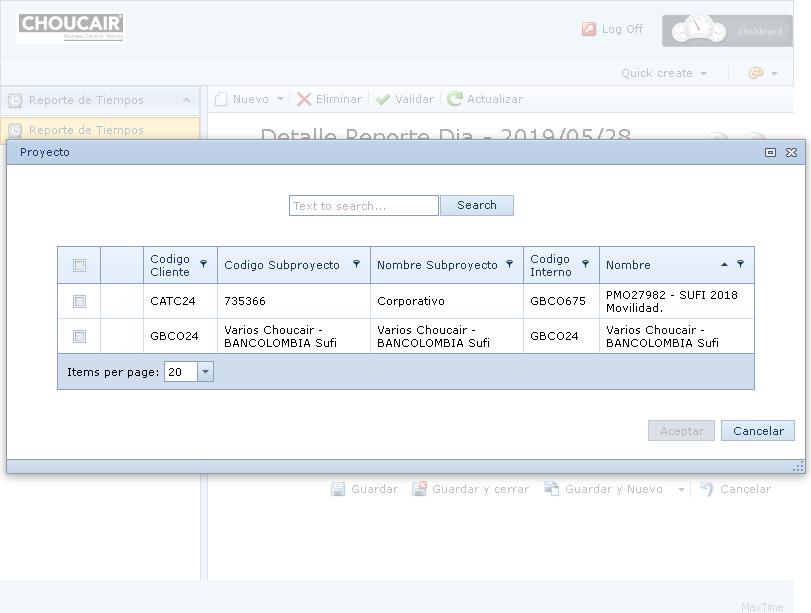 CHOUCAIR
Business Centric Testing
Log Off
Dashboard
Quick create
Reporte de Tiempos
Nuevo
Eliminar
Validar
Actualizar
Reporte de Tiempos
Detalle Reporte Dia - 2019/05/28
Proyecto
Text to search...
Search
Codigo
Cliente
Codigo Subproyecto
Nombre Subproyecto
Codigo
Interno
Nombre
CATC24
735366
Corporativo
GBCO675
PMO27982 - SUFI 2018
Movilidad.
GBCO24
Varios Choucair -
BANCOLOMBIA Sufi
Varios Choucair -
BANCOLOMBIA Sufi
GBCO24
Varios Choucair -
BANCOLOMBIA Sufi
Items per page: 20
Aceptar
Cancelar
Guardar
Guardar y cerrar
Guardar y Nuevo
Cancelar
MaxTime